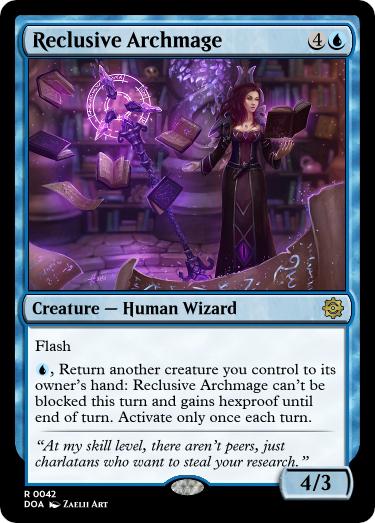 Reclusive Archmage 4
Creature — Human Wizard
Flash
, Return another creature you control to its
owner's hand: Reclusive Archmage can't be
blocked this turn and gains hexproof until
end of turn. Activate only once each turn.
"At my skill level, there aren't peers, just
charlatans who want to steal your research."
4/3
R 0042
DOA Zaelii Art